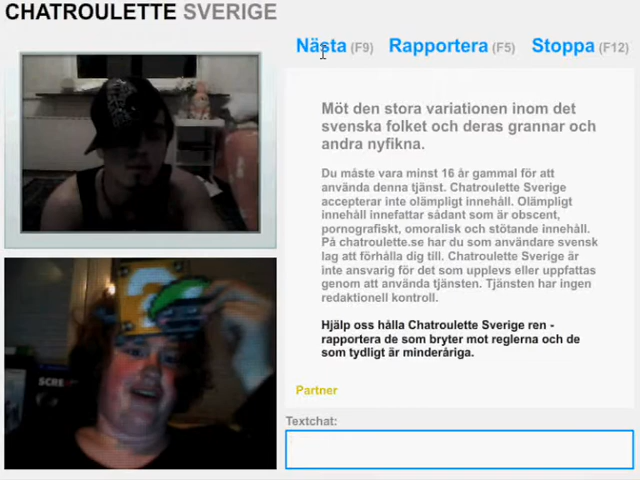 CHATROULETTE SVERIGE
Nästa (F9) Rapportera (F5) Stoppa (F12)
Möt den stora variationen inom det
svenska folket och deras grannar och
andra nyfikna.
Du måste vara minst 16 år gammal för att
använda denna tjänst. Chatroulette Sverige
accepterar inte olämpligt innehåll. Olämpligt
innehåll innefattar sådant som är obscent,
pornografiskt, omoralisk och stötande innehåll.
På chatroulette.se har du som användare svensk
lag att förhålla dig till. Chatroulette Sverige är
inte ansvarig för det som upplevs eller uppfattas
genom att använda tjänsten. Tjänsten har ingen
redaktionell kontroll.
Hjälp oss hålla Chatroulette Sverige ren -
rapportera de som bryter mot reglerna och de
som tydligt är minderåriga.
Partner
Textchat:
SCRE